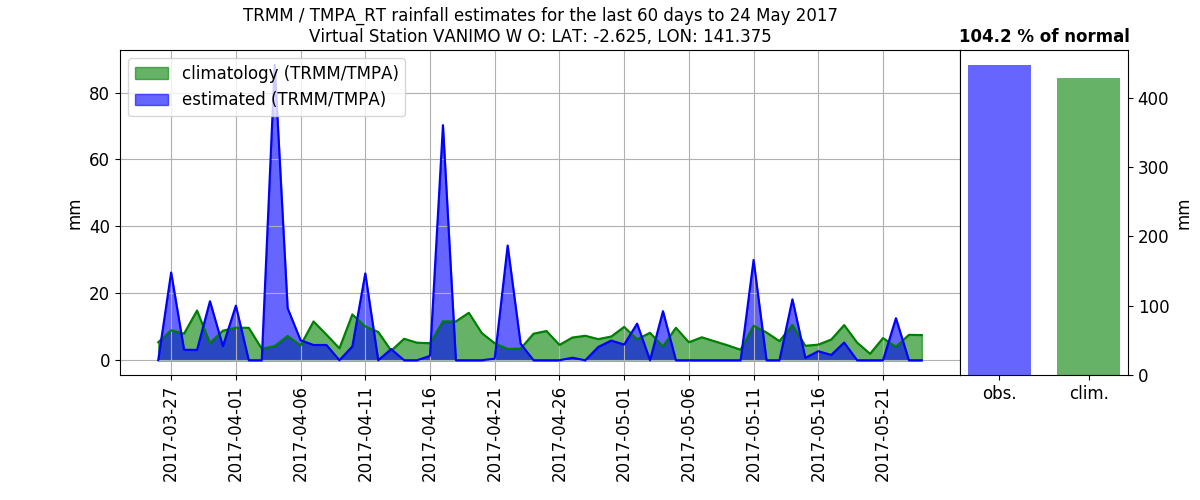 TRMM / TMPA_RT rainfall estimates for the last 60 days to 24 May 2017
Virtual Station VANIMO W O: LAT: -2.625, LON: 141.375
104.2 % of normal
climatology (TRMM/TMPA)
estimated (TRMM/TMPA)
mm
80
60
40
20
0
2017-03-27
2017-04-01
2017-04-06
2017-04-11
2017-04-16
2017-04-21
2017-04-26
2017-05-01
2017-05-06
2017-05-11
2017-05-16
2017-05-21
obs.
clim.
400
300
200
100
0
mm